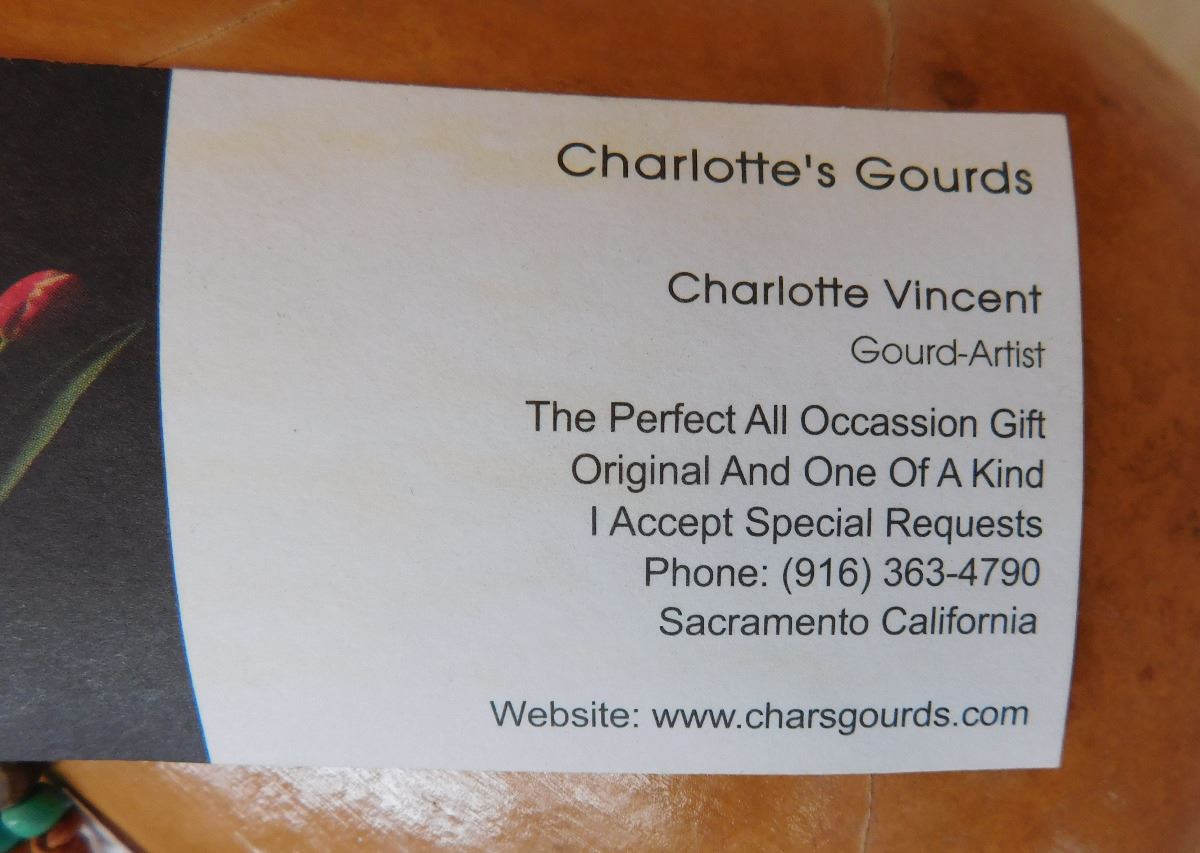 Charlotte's Gourds
Charlotte Vincent
Gourd-Artist
The Perfect All Occassion Gift
Original And One Of A Kind
I Accept Special Requests
Phone: (916) 363-4790
Sacramento California
Website: www.charsgourds.com